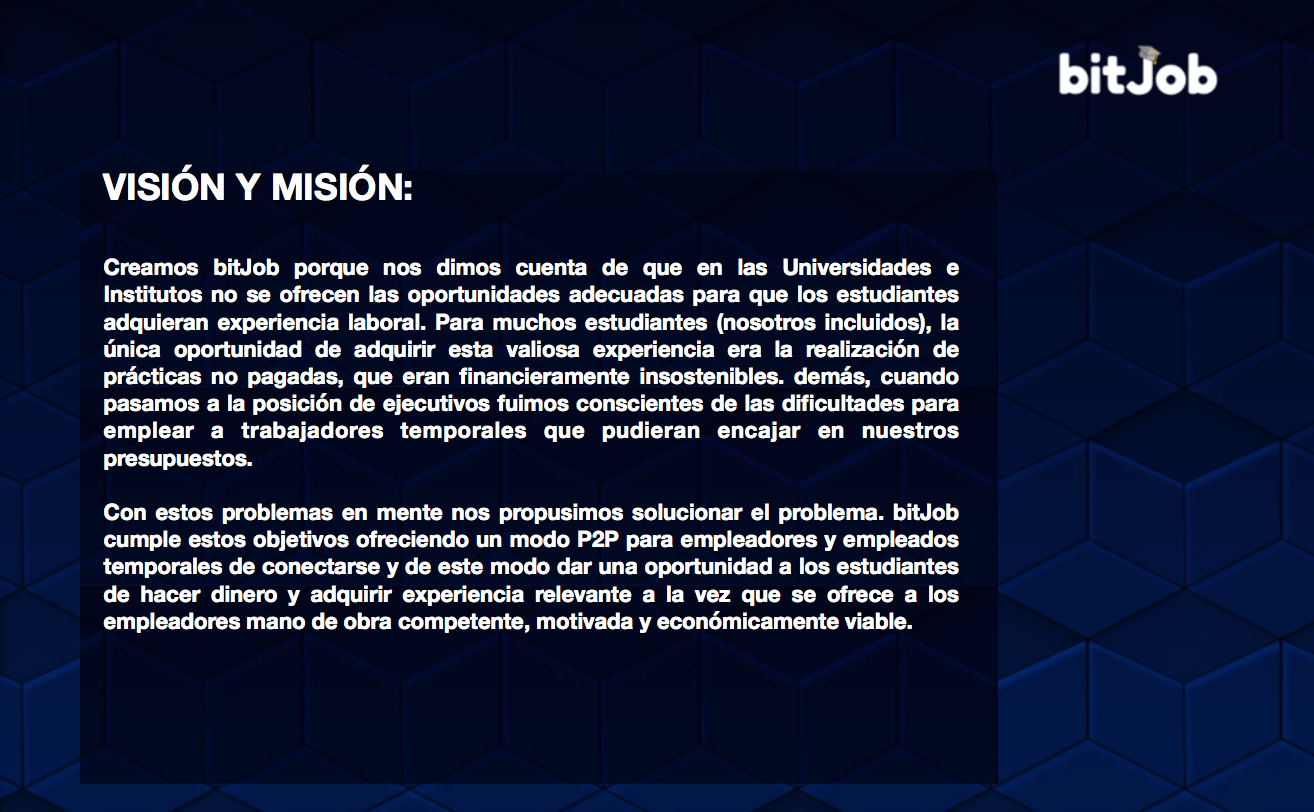 bitJob
VISIÓN Y MISIÓN:
Creamos bitJob porque nos dimos cuenta de que en las Universidades e
Institutos no se ofrecen las oportunidades adecuadas para que los estudiantes
adquieran experiencia laboral. Para muchos estudiantes (nosotros incluidos), la
única oportunidad de adquirir esta valiosa experiencia era la realización de
prácticas no pagadas, que eran financieramente insostenibles. demás, cuando
pasamos a la posición de ejecutivos fuimos conscientes de las dificultades para
emplear a trabajadores temporales que pudieran encajar en nuestros
presupuestos.
Con estos problemas en mente nos propusimos solucionar el problema. bitJob
cumple estos objetivos ofreciendo un modo P2P para empleadores y empleados
temporales de conectarse y de este modo dar una oportunidad a los estudiantes
de hacer dinero y adquirir experiencia relevante a la vez que se ofrece a los
empleadores mano de obra competente, motivada y económicamente viable.